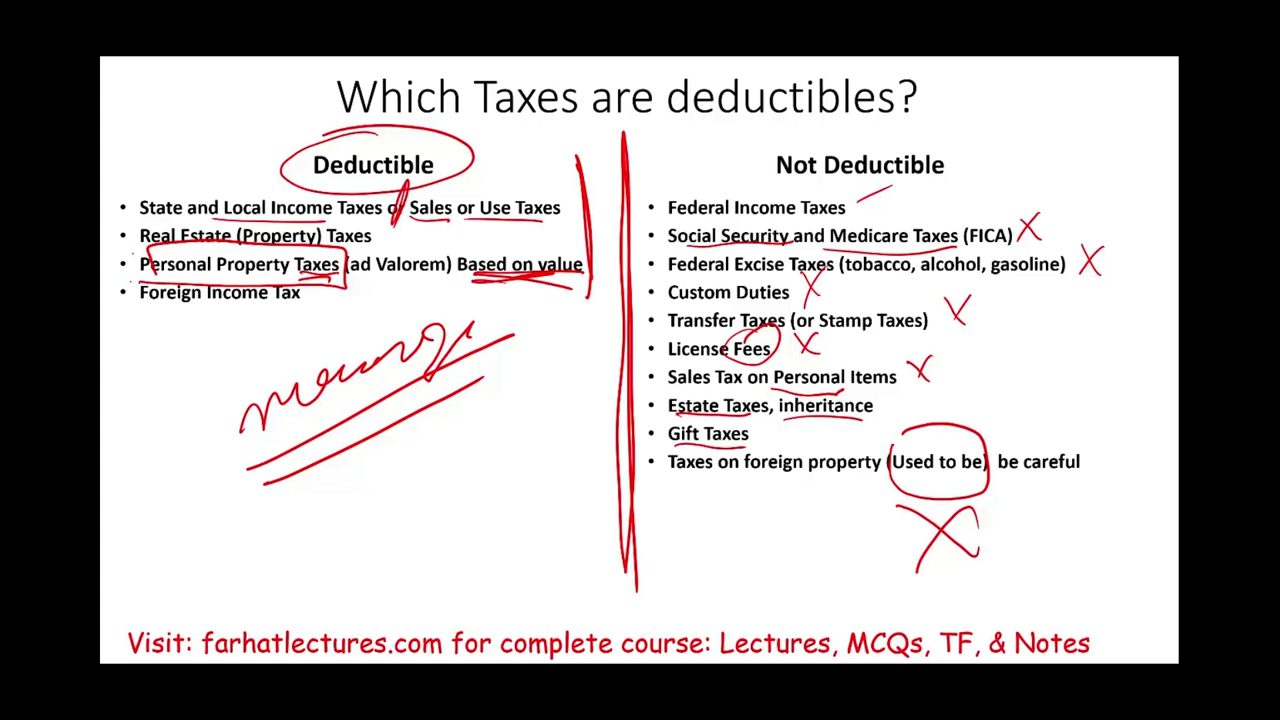 Which Taxes are deductibles?
Deductible
• State and Local Income Taxes or Sales or Use Taxes
• Real Estate (Property) Taxes
• Personal Property Taxes (ad Valorem) Based on value
• Foreign Income Tax
Not Deductible
• Federal Income Taxes
• Social Security and Medicare Taxes (FICA)
• Federal Excise Taxes (tobacco, alcohol, gasoline)
• Custom Duties
• Transfer Taxes (or Stamp Taxes)
• License Fees
• Sales Tax on Personal Items
• Estate Taxes, inheritance
• Gift Taxes
• Taxes on foreign property (Used to be) be careful
Visit: farhatlectures.com for complete course: Lectures, MCQs, TF, & Notes